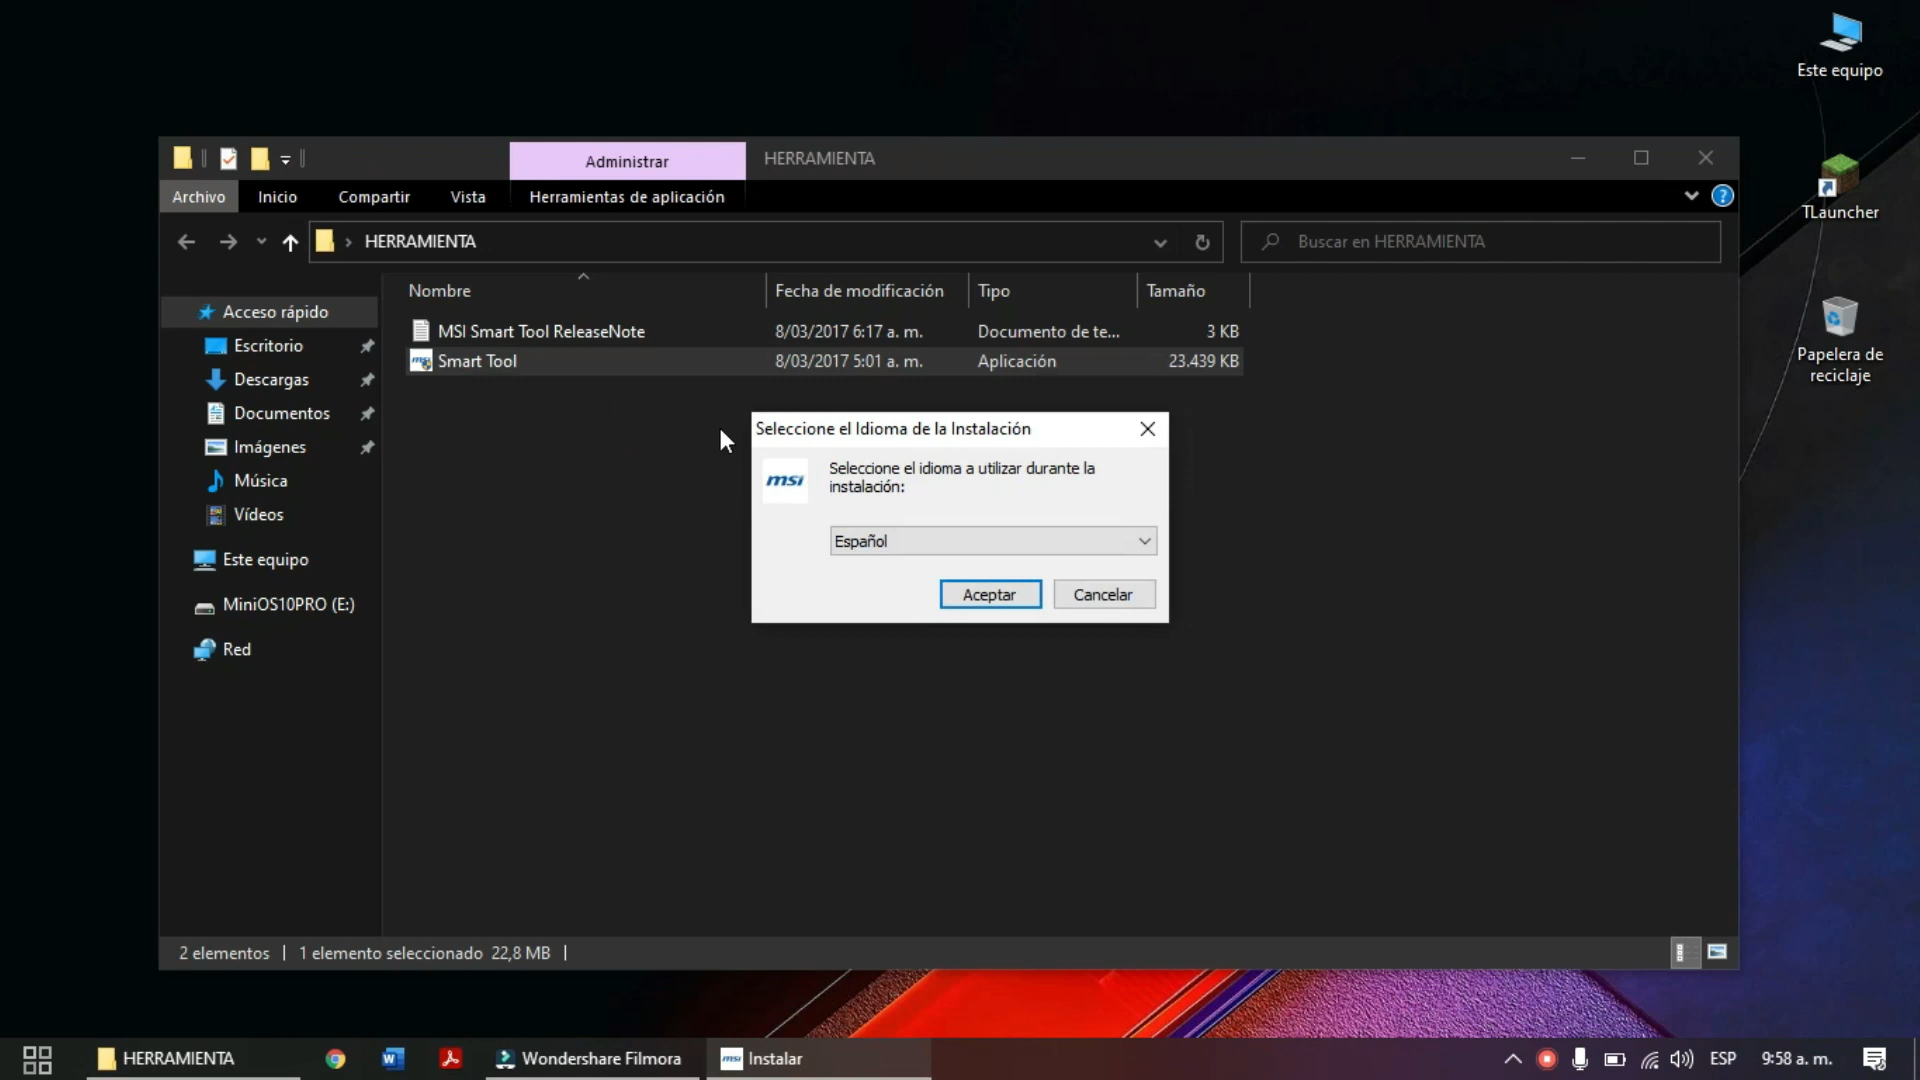 Este equipo
TLauncher
Papelera de
reciclaje
Administrar
HERRAMIENTA
Archivo
Inicio
Compartir
Vista
Herramientas de aplicación
HERRAMIENTA
Buscar en HERRAMIENTA
Nombre
Fecha de modificación
Tipo
Tamaño
MSI Smart Tool ReleaseNote 8/03/2017 6:17 a. m. Documento de te... 3 KB
Smart Tool 8/03/2017 5:01 a. m. Aplicación 23.439 KB
Acceso rápido
Escritorio
Descargas
Documentos
Imágenes
Música
Vídeos
Este equipo
MiniOS10PRO (E:)
Red
Seleccione el Idioma de la Instalación
msi
Seleccione el idioma a utilizar durante la
instalación:
Español
Aceptar
Cancelar
2 elementos
1 elemento seleccionado 22,8 MB
HERRAMIENTA
Wondershare Filmora
msi
Instalar
ESP
9:58 a. m.